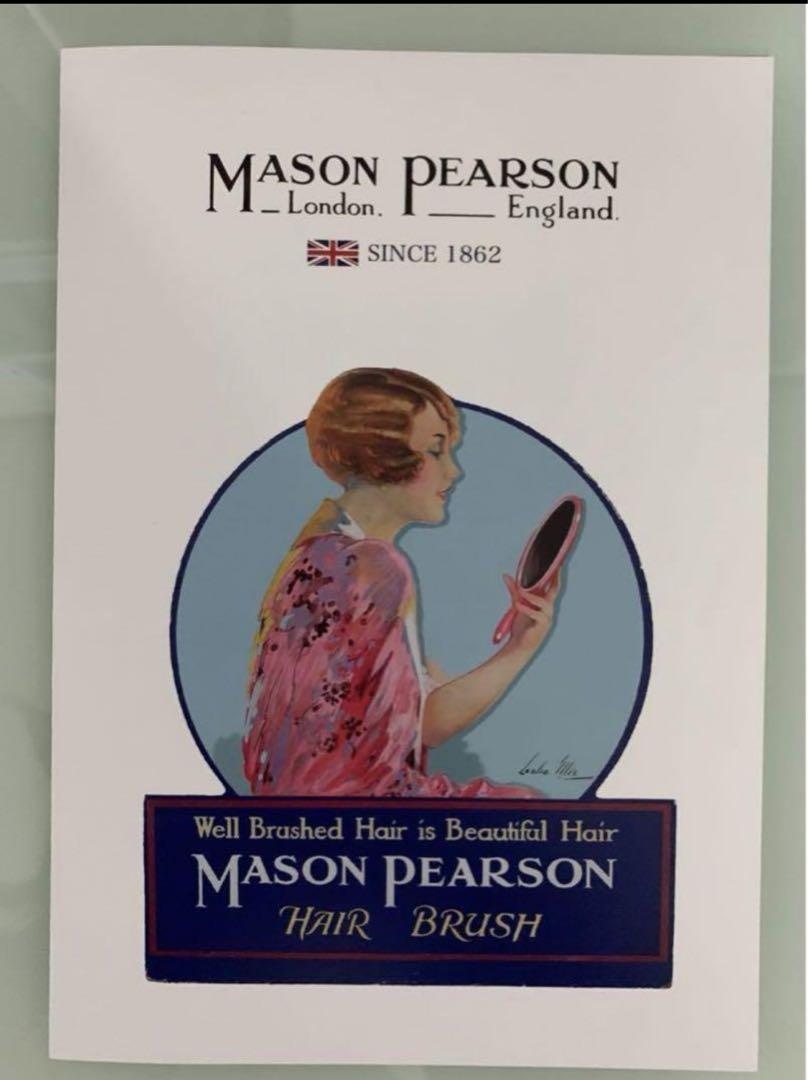 MASON PEARSON
London. England.
SINCE 1862
Well Brushed Hair is Beautiful Hair
MASON PEARSON
HAIR BRUSH